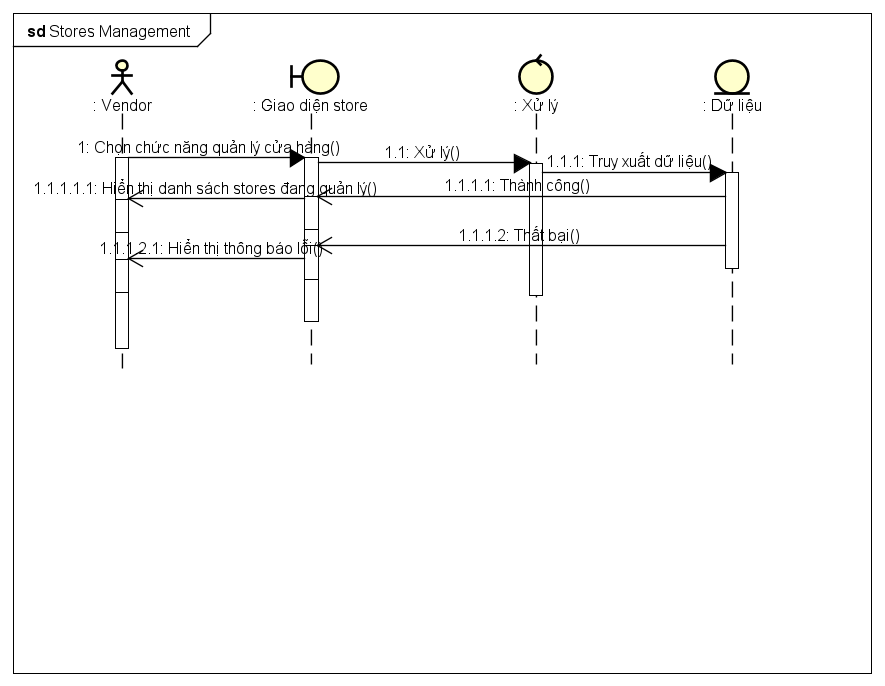 sd Stores Management
: Vendor
: Giao diện store
: Xử lý
: Dữ liệu
1: Chọn chức năng quản lý cửa hàng()
1.1: Xử lý()
1.1.1: Truy xuất dữ liệu()
1.1.1.1.1: Hiển thị danh sách stores đang quản lý()
1.1.1.1: Thành công()
1.1.1.2: Thất bại()
1.1.1.2.1: Hiển thị thông báo lỗi()